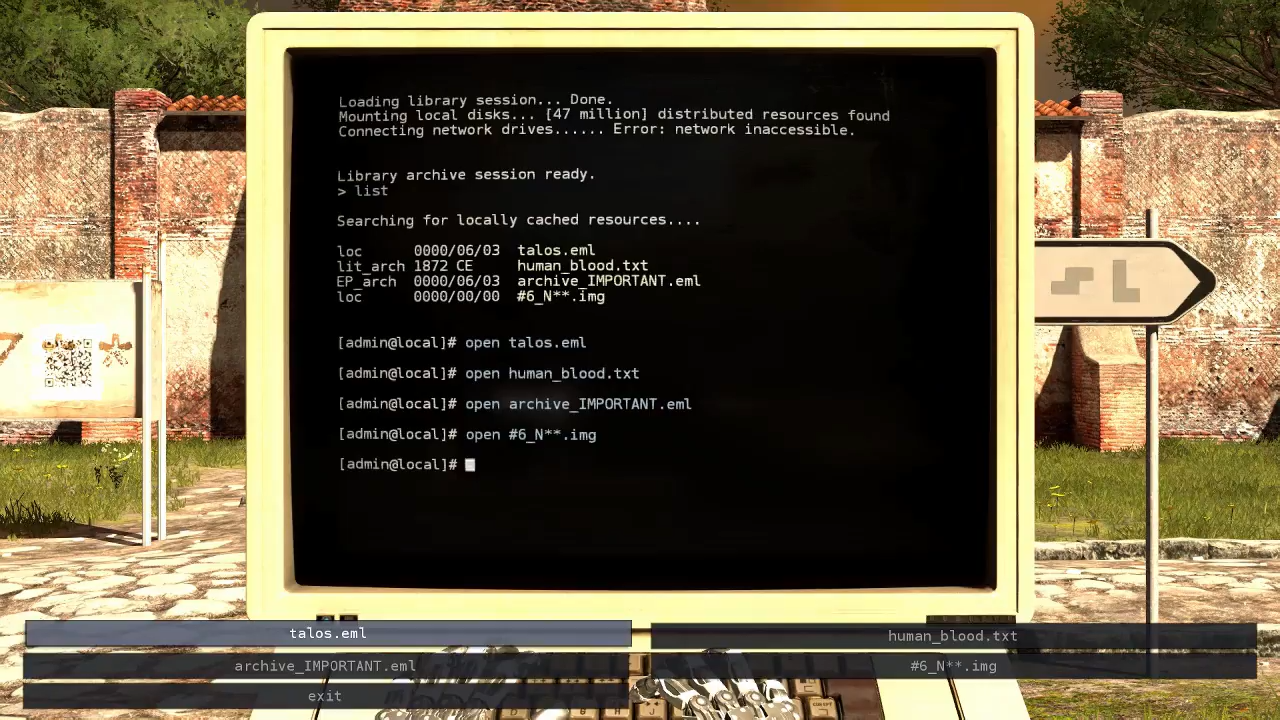 Loading library session... Done.
Mounting local disks... [47 million] distributed resources found
Connecting network drives...... Error: network inaccessible.
Library archive session ready.
> list
Searching for locally cached resources....
loc 0000/06/03 talos.eml
lit_arch 1872 CE human_blood.txt
EP_arch 0000/06/03 archive_IMPORTANT.eml
loc 0000/00/00 #6_N**.img
[admin@local]# open talos.eml
[admin@local]# open human_blood.txt
[admin@local]# open archive_IMPORTANT.eml
[admin@local]# open #6_N**.img
[admin@local]#
talos.eml
human_blood.txt
archive_IMPORTANT.eml
#6_N**.img
exit